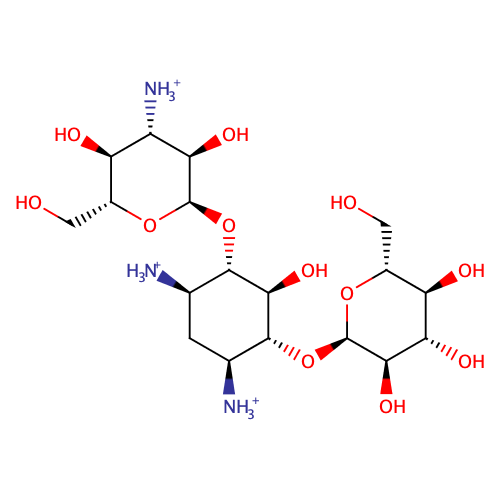 NH3+
HO OH
HO O
O HO
H3N+ OH O OH
O OH
NH3+ OH